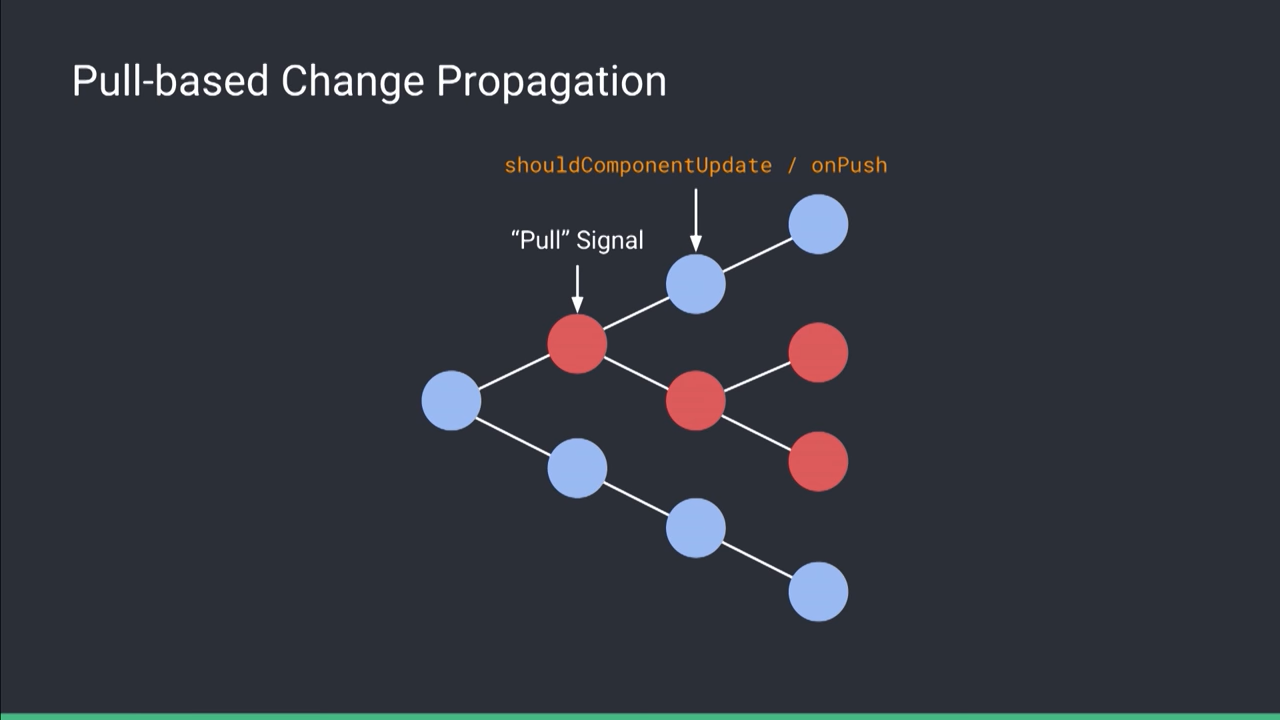 Pull-based Change Propagation
shouldComponentUpdate / onPush
“Pull” Signal